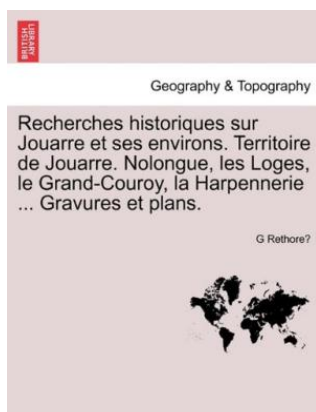 BRITISH
LIBRARY
Geography & Topography
Recherches historiques sur
Jouarre et ses environs. Territoire
de Jouarre. Nolongue, les Loges,
le Grand-Couroy, la Harpennerie
... Gravures et plans.
G Rethore?